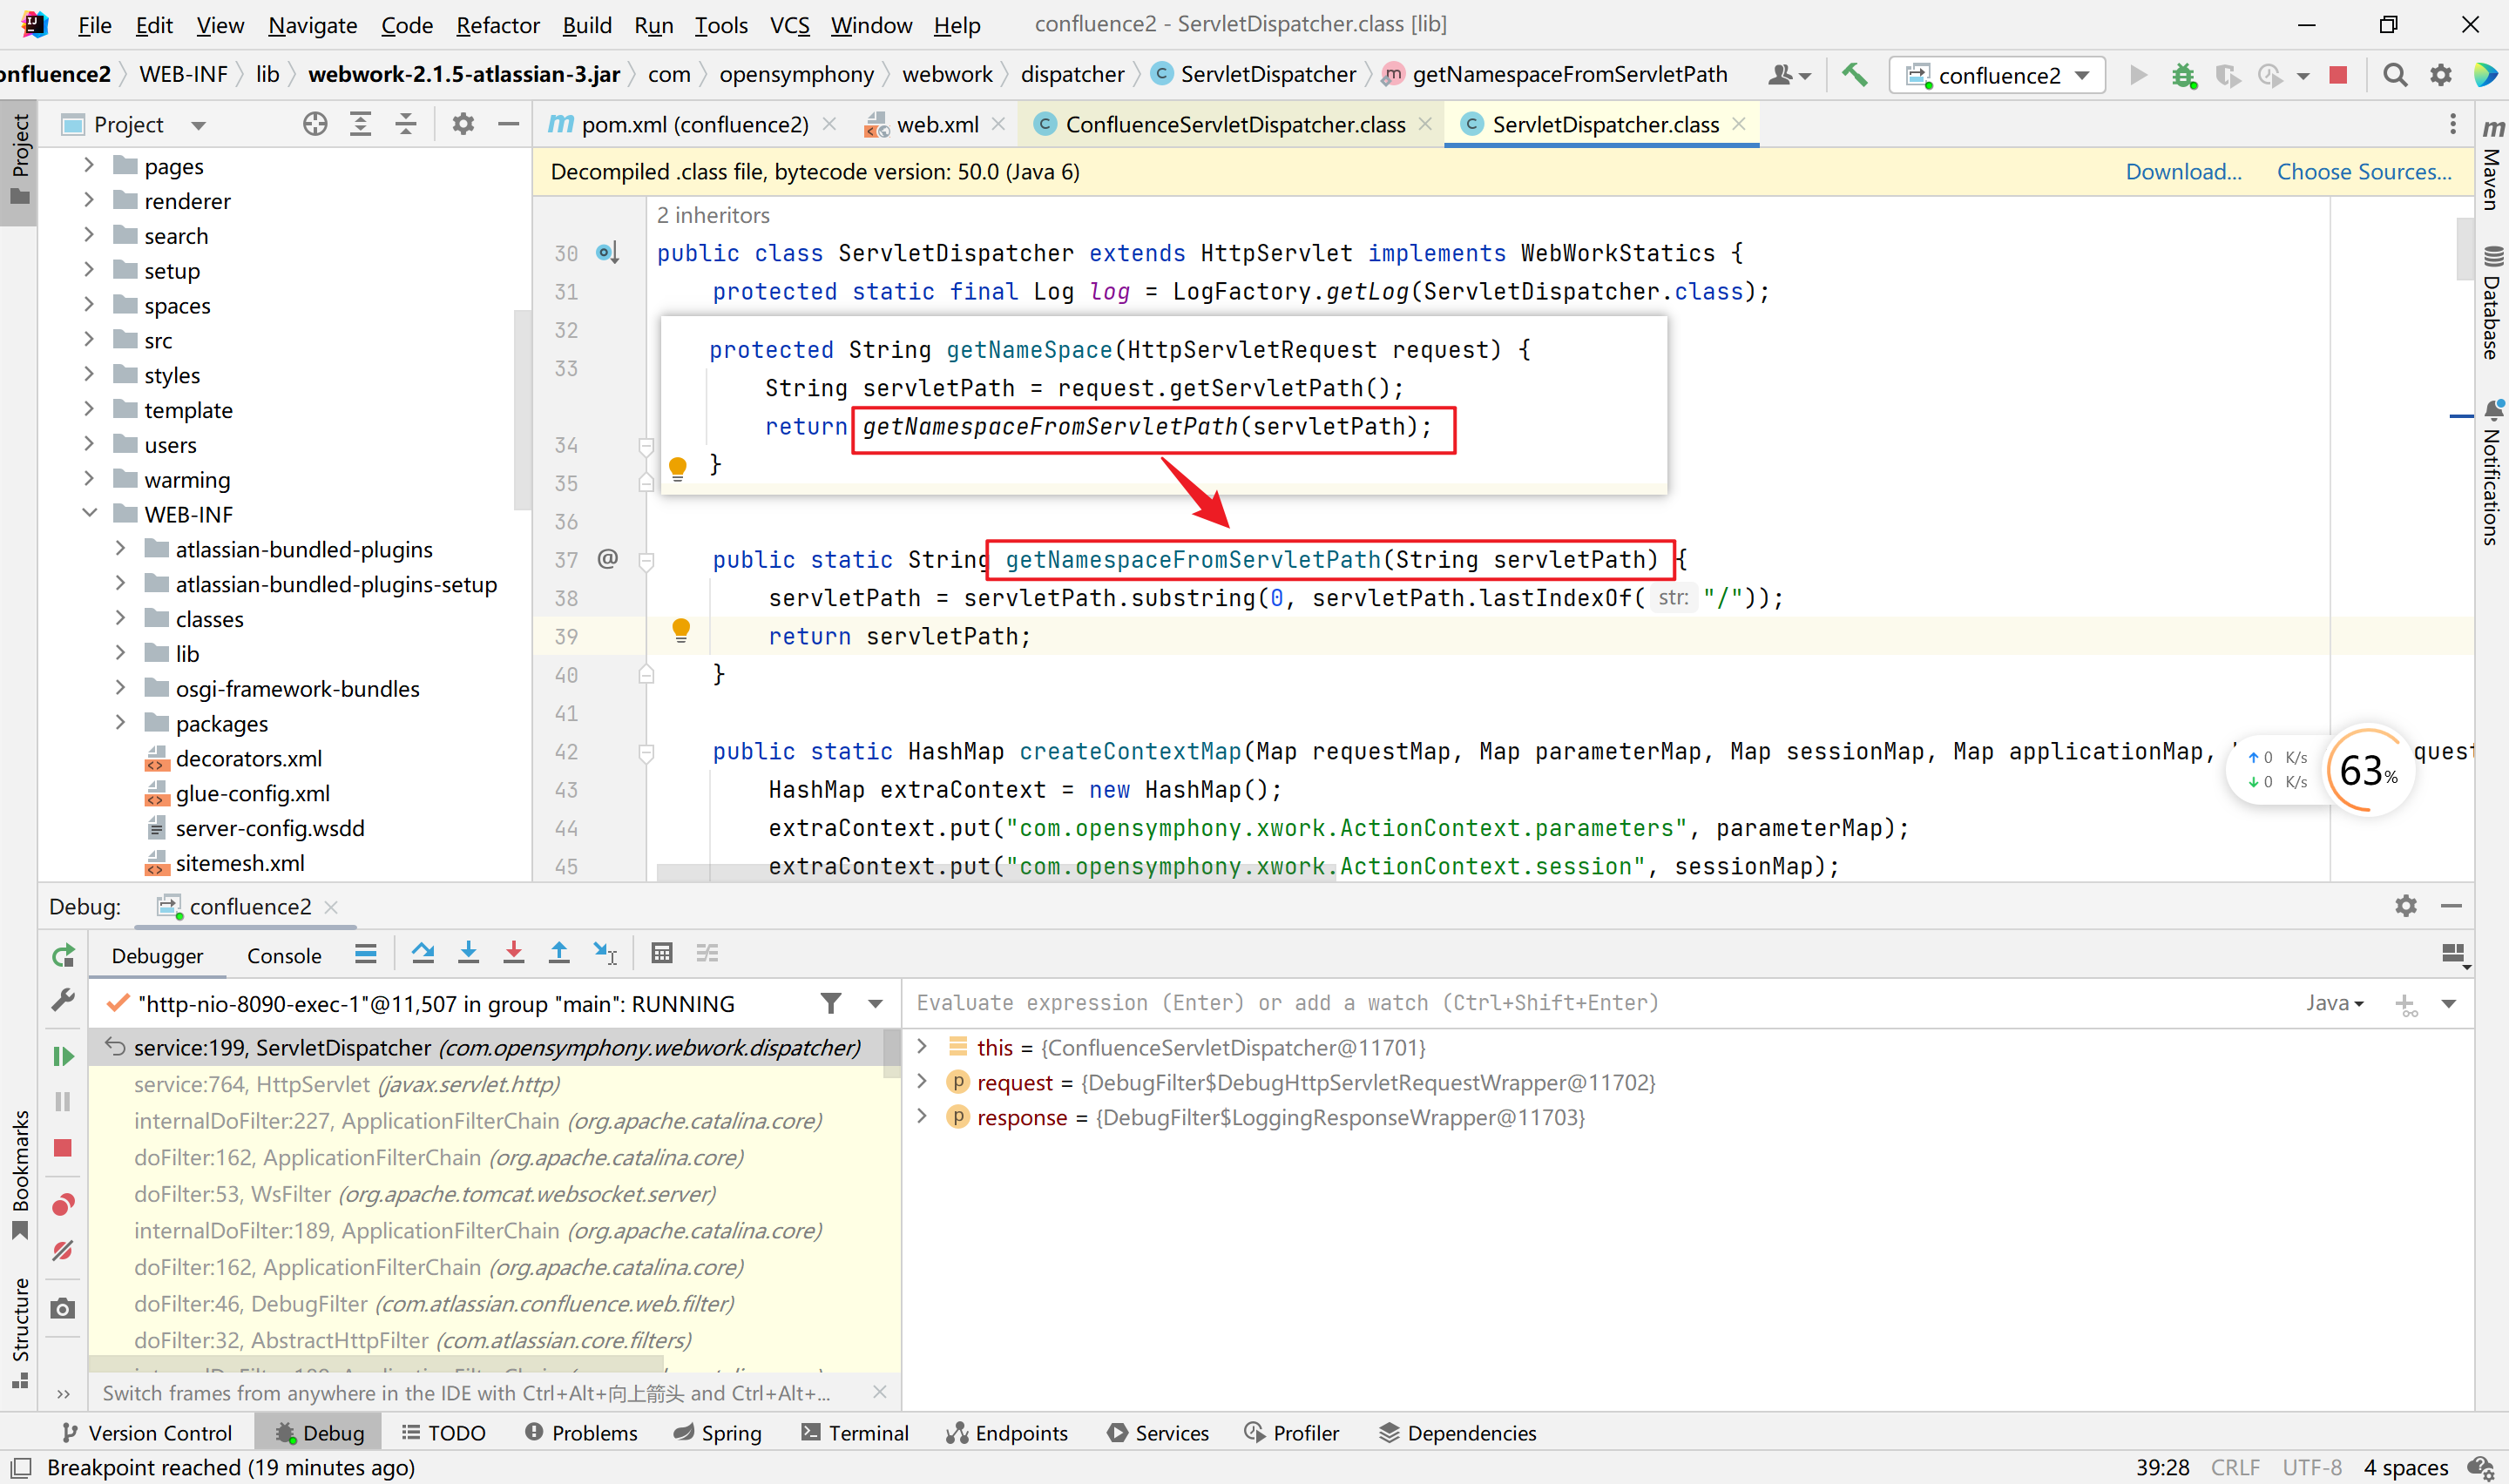 File Edit View Navigate Code Refactor Build Run Tools VCS Window Help confluence2 - ServletDispatcher.class [lib]
onfluence2 WEB-INF lib webwork-2.1.5-atlassian-3.jar com opensymphony webwork dispatcher ServletDispatcher getNamespaceFromServletPath confluence2
Project
pom.xml (confluence2) web.xml ConfluenceServletDispatcher.class ServletDispatcher.class
Project
pages
renderer
search
setup
spaces
src
styles
template
users
warming
WEB-INF
atlassian-bundled-plugins
atlassian-bundled-plugins-setup
classes
lib
osgi-framework-bundles
packages
decorators.xml
glue-config.xml
server-config.wsdd
sitemesh.xml
Decompiled .class file, bytecode version: 50.0 (Java 6) Download... Choose Sources...
2 inheritors
30 public class ServletDispatcher extends HttpServlet implements WebWorkStatics {
31 protected static final Log log = LogFactory.getLog(ServletDispatcher.class);
32
protected String getNameSpace(HttpServletRequest request) {
33
String servletPath = request.getServletPath();
return getNamespaceFromServletPath(servletPath);
34
}
35
36
37 @ public static String getNamespaceFromServletPath(String servletPath) {
38 servletPath = servletPath.substring(0, servletPath.lastIndexOf( str: "/"));
39 return servletPath;
40 }
41
42 public static HashMap createContextMap(Map requestMap, Map parameterMap, Map sessionMap, Map applicationMap, quest
43 HashMap extraContext = new HashMap();
44 extraContext.put("com.opensymphony.xwork.ActionContext.parameters", parameterMap);
45 extraContext.put("com.opensymphony.xwork.ActionContext.session", sessionMap);
↑ 0 K/s
↓ 0 K/s
63%
Maven
Database
Notifications
Debug: confluence2
Debugger Console
"http-nio-8090-exec-1"@11,507 in group "main": RUNNING
service:199, ServletDispatcher (com.opensymphony.webwork.dispatcher)
service:764, HttpServlet (javax.servlet.http)
internalDoFilter:227, ApplicationFilterChain (org.apache.catalina.core)
doFilter:162, ApplicationFilterChain (org.apache.catalina.core)
doFilter:53, WsFilter (org.apache.tomcat.websocket.server)
internalDoFilter:189, ApplicationFilterChain (org.apache.catalina.core)
doFilter:162, ApplicationFilterChain (org.apache.catalina.core)
doFilter:46, DebugFilter (com.atlassian.confluence.web.filter)
doFilter:32, AbstractHttpFilter (com.atlassian.core.filters)
Switch frames from anywhere in the IDE with Ctrl+Alt+向上箭头 and Ctrl+Alt+...
Evaluate expression (Enter) or add a watch (Ctrl+Shift+Enter) Java
this = {ConfluenceServletDispatcher@11701}
p request = {DebugFilter$DebugHttpServletRequestWrapper@11702}
p response = {DebugFilter$LoggingResponseWrapper@11703}
Bookmarks
Structure
Version Control Debug TODO Problems Spring Terminal Endpoints Services Profiler Dependencies
Breakpoint reached (19 minutes ago) 39:28 CRLF UTF-8 4 spaces